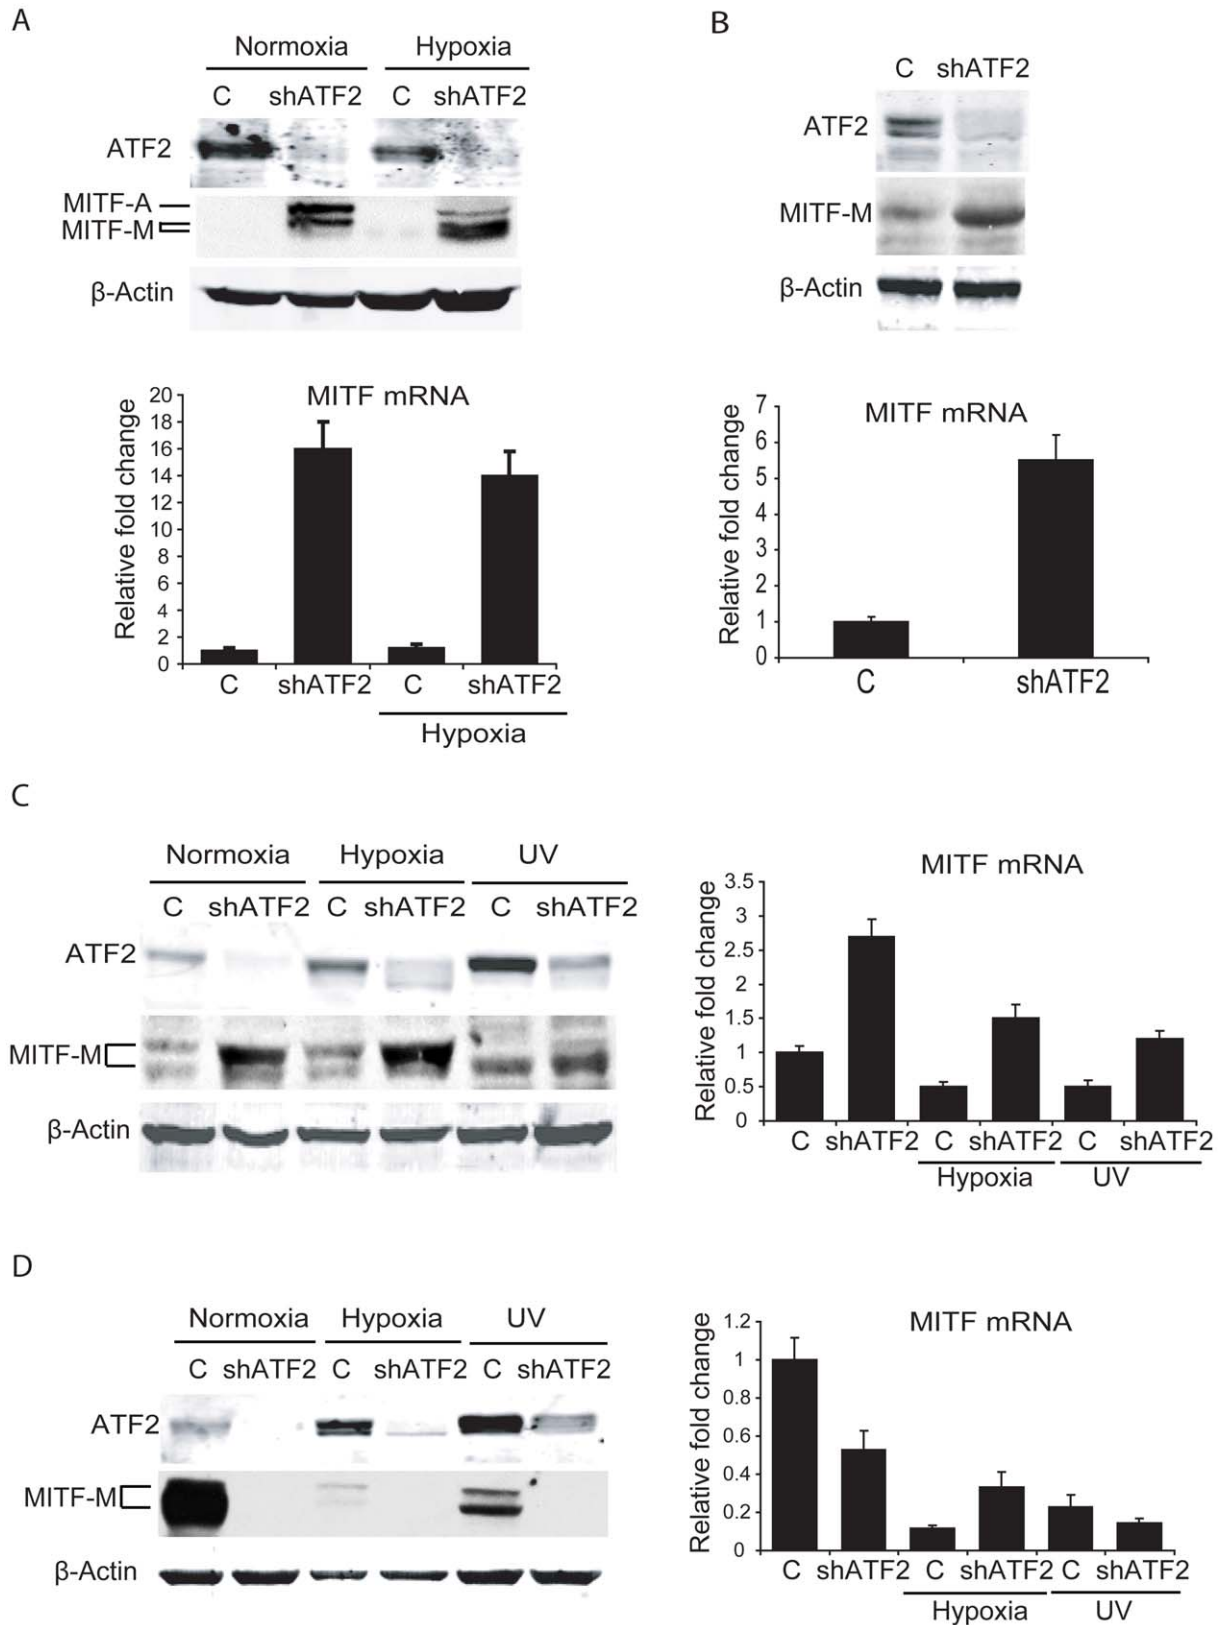 A
Normoxia Hypoxia
C shATF2 C shATF2
ATF2
MITF-A
MITF-M
β-Actin
MITF mRNA
Relative fold change
20
18
16
14
12
10
8
6
4
2
0
C shATF2 C shATF2
Hypoxia
B
C shATF2
ATF2
MITF-M
β-Actin
MITF mRNA
Relative fold change
7
6
5
4
3
2
1
0
C shATF2
C
Normoxia Hypoxia UV
C shATF2 C shATF2 C shATF2
ATF2
MITF-M
β-Actin
MITF mRNA
Relative fold change
3.5
3
2.5
2
1.5
1
0.5
0
C shATF2 C shATF2 C shATF2
Hypoxia UV
D
Normoxia Hypoxia UV
C shATF2 C shATF2 C shATF2
ATF2
MITF-M
β-Actin
MITF mRNA
Relative fold change
1.2
1
0.8
0.6
0.4
0.2
0
C shATF2 C shATF2 C shATF2
Hypoxia UV